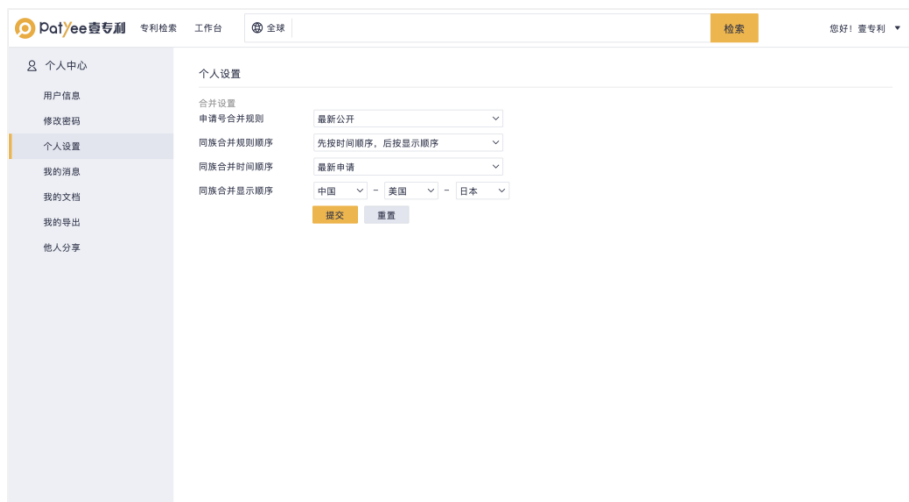 Patyee壹专利 专利检索 工作台 全球 检索 您好！壹专利
个人中心
用户信息
修改密码
个人设置
我的消息
我的文档
我的导出
他人分享
个人设置
合并设置
申请号合并规则 最新公开
同族合并规则顺序 先按时间顺序，后按显示顺序
同族合并时间顺序 最新申请
同族合并显示顺序 中国 - 美国 - 日本
提交 重置